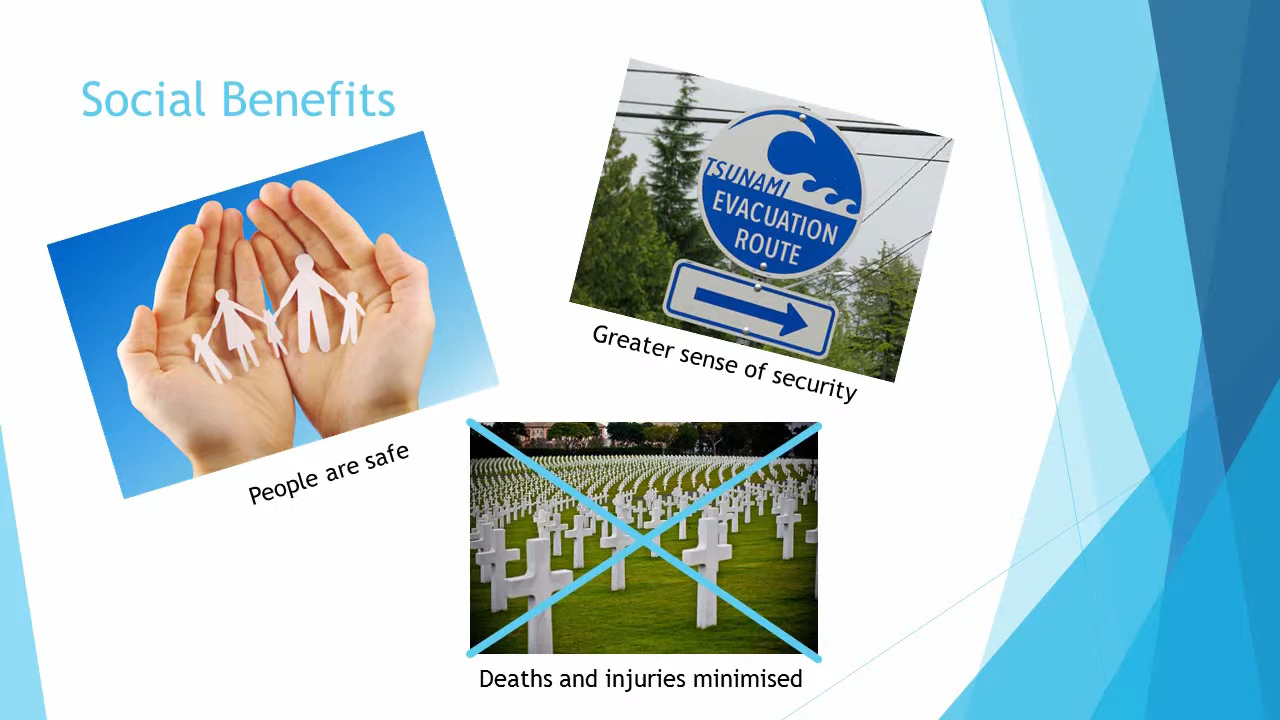 Social Benefits
TSUNAMI
EVACUATION
ROUTE
Greater sense of security
People are safe
Deaths and injuries minimised